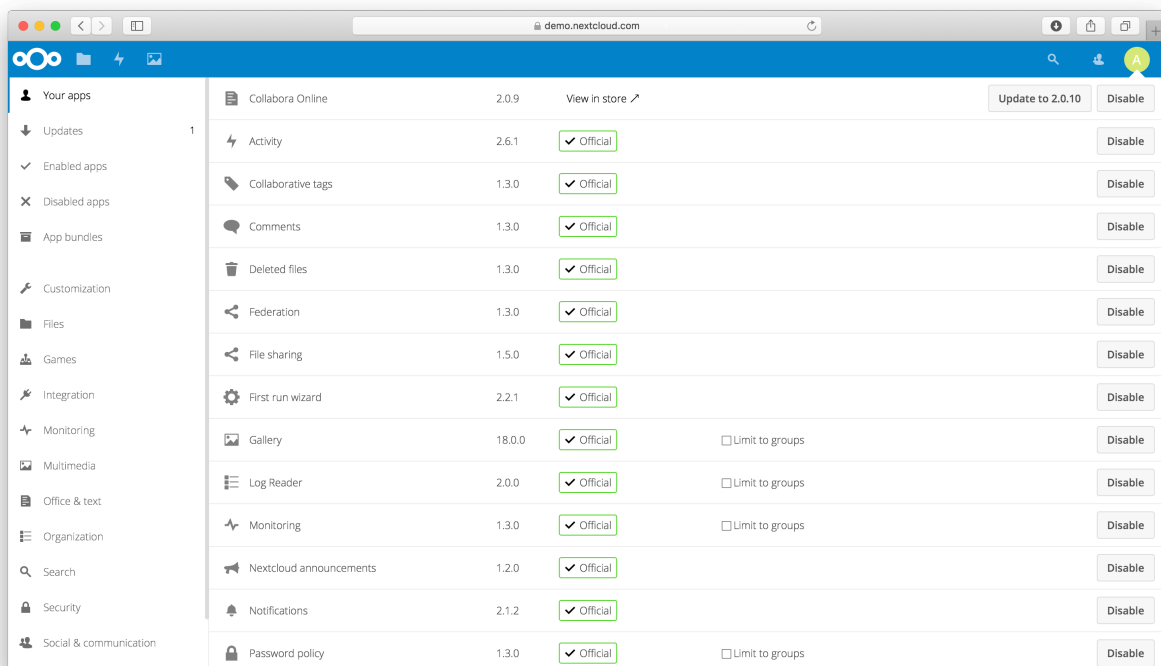 demo.nextcloud.com
A
Your apps
Updates 1
Enabled apps
Disabled apps
App bundles
Customization
Files
Games
Integration
Monitoring
Multimedia
Office & text
Organization
Search
Security
Social & communication
Collabora Online 2.0.9 View in store ↗ Update to 2.0.10 Disable
Activity 2.6.1 Official Disable
Collaborative tags 1.3.0 Official Disable
Comments 1.3.0 Official Disable
Deleted files 1.3.0 Official Disable
Federation 1.3.0 Official Disable
File sharing 1.5.0 Official Disable
First run wizard 2.2.1 Official Disable
Gallery 18.0.0 Official Limit to groups Disable
Log Reader 2.0.0 Official Limit to groups Disable
Monitoring 1.3.0 Official Limit to groups Disable
Nextcloud announcements 1.2.0 Official Disable
Notifications 2.1.2 Official Disable
Password policy 1.3.0 Official Limit to groups Disable